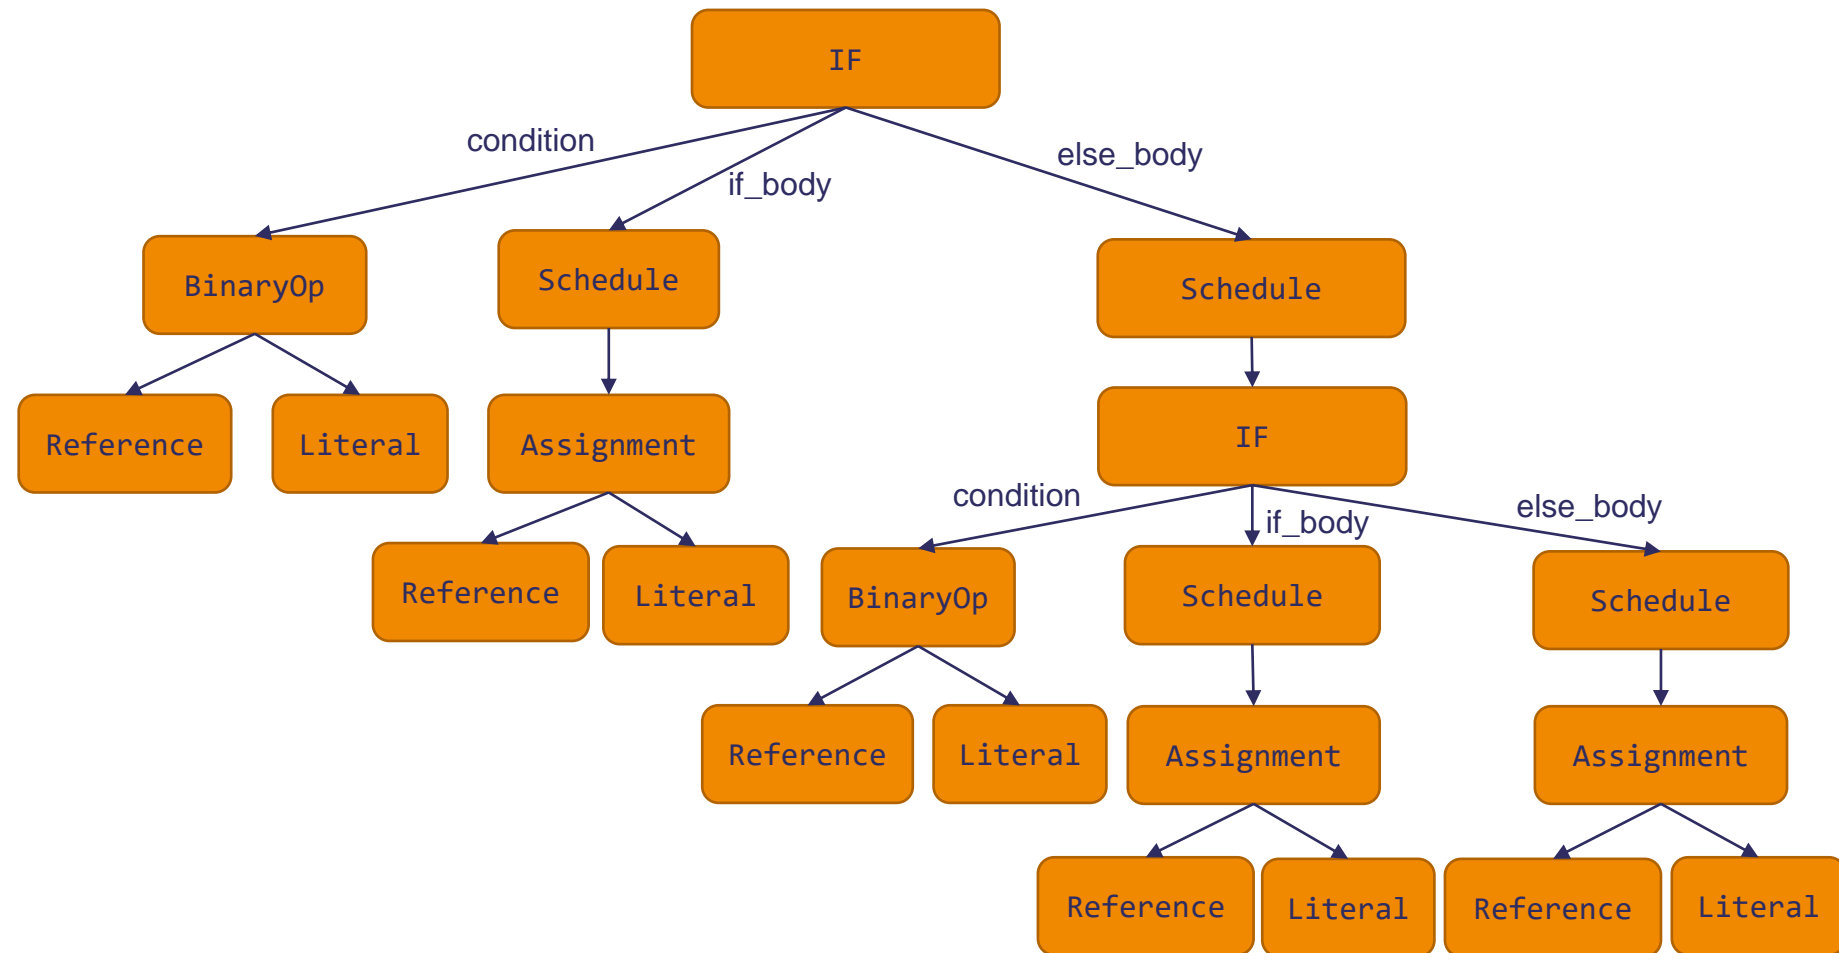 IF
condition
else_body
if_body
BinaryOp
Schedule
Schedule
Reference
Literal
Assignment
IF
condition
else_body
if_body
Reference
Literal
BinaryOp
Schedule
Schedule
Reference
Literal
Assignment
Assignment
Reference
Literal
Reference
Literal